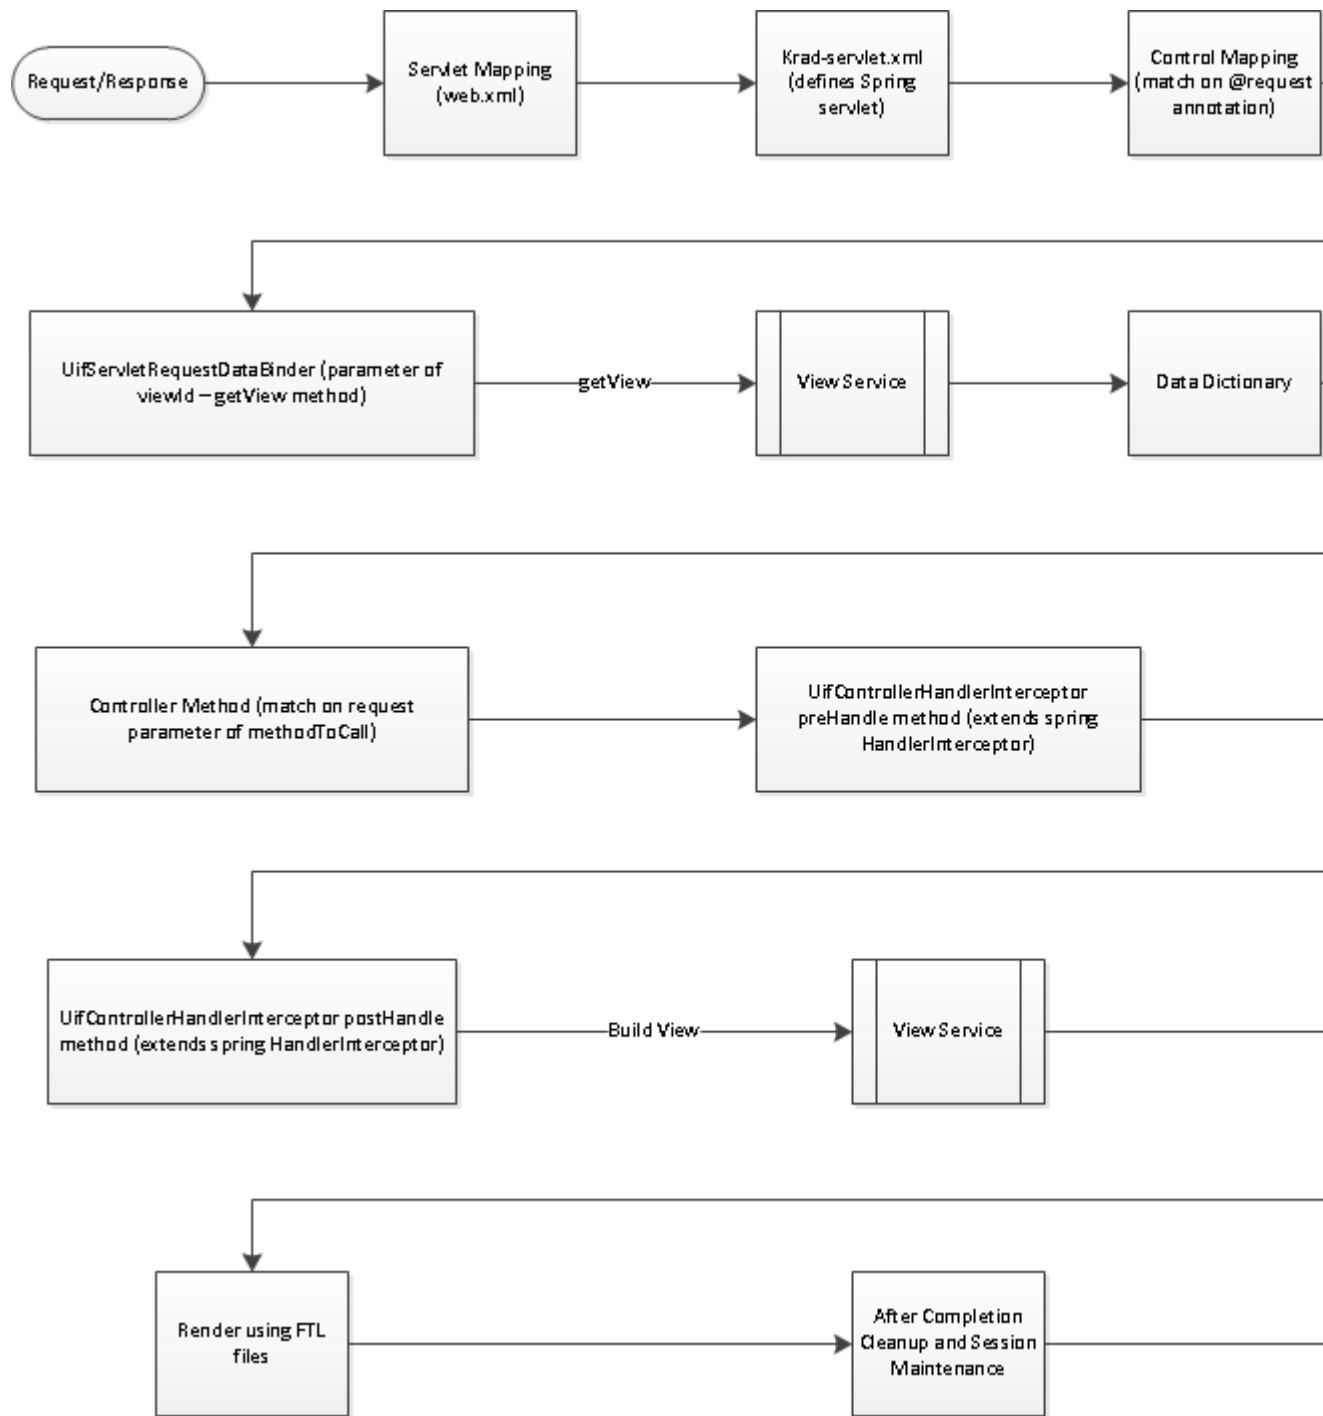 Request/Response
Servlet Mapping
(web.xml)
Krad-servlet.xml
(defines Spring
servlet)
Control Mapping
(match on @request
annotation)
UifServletRequestDataBinder (parameter of
viewId – getView method)
getView
View Service
Data Dictionary
Controller Method (match on request
parameter of methodToCall)
UifControllerHandlerInterceptor
preHandle method (extends spring
HandlerInterceptor)
UifControllerHandlerInterceptor postHandle
method (extends spring HandlerInterceptor)
Build View
View Service
Render using FTL
files
After Completion
Cleanup and Session
Maintenance